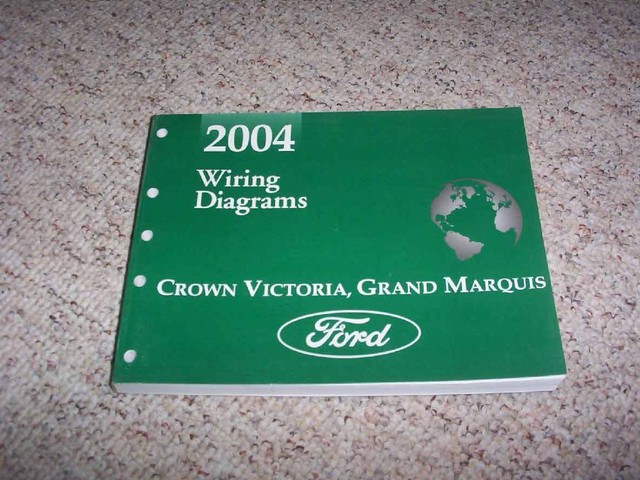 2004
Wiring
Diagrams
CROWN VICTORIA, GRAND MARQUIS
Ford